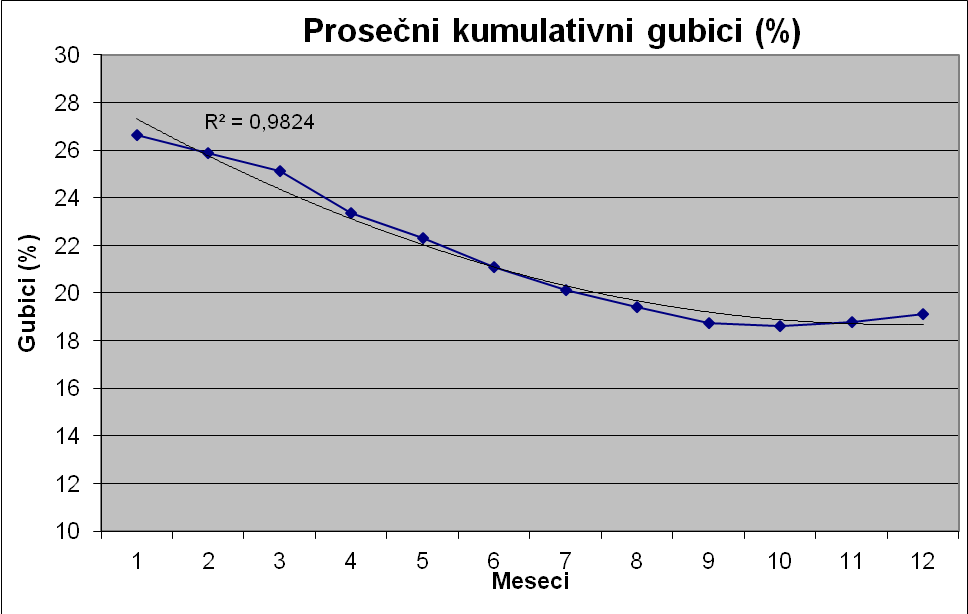 Prosečni kumulativni gubici (%)
30
28
26
24
22
20
18
16
14
12
10
R² = 0,9824
Gubici (%)
1 2 3 4 5 6 7 8 9 10 11 12
Meseci